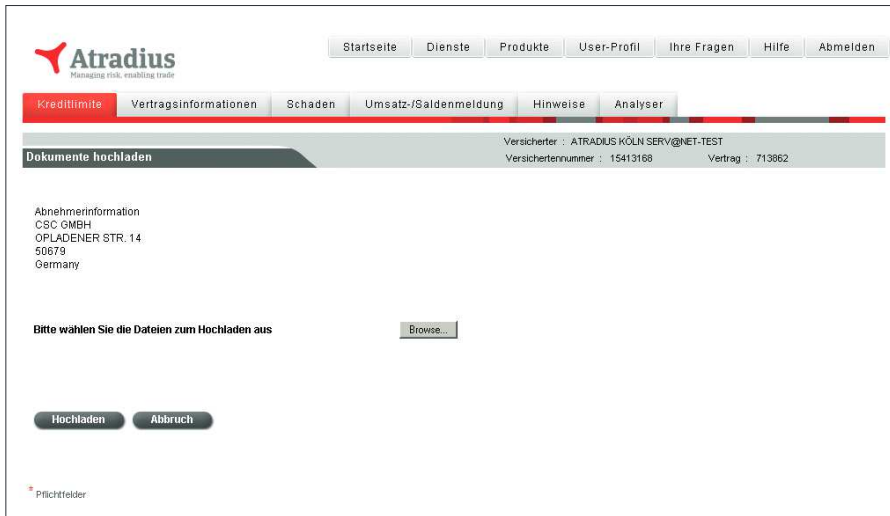 Atradius
Managing risk, enabling trade
Startseite Dienste Produkte User-Profil Ihre Fragen Hilfe Abmelden
Kreditlimite Vertragsinformationen Schaden Umsatz-/Saldenmeldung Hinweise Analyser
Versicherter : ATRADIUS KÖLN SERV@NET-TEST
Dokumente hochladen
Versichertennummer : 15413168 Vertrag : 713862
Abnehmerinformation
CSC GMBH
OPLADENER STR. 14
50679
Germany
Bitte wählen Sie die Dateien zum Hochladen aus Browse...
Hochladen Abbruch
* Pflichtfelder